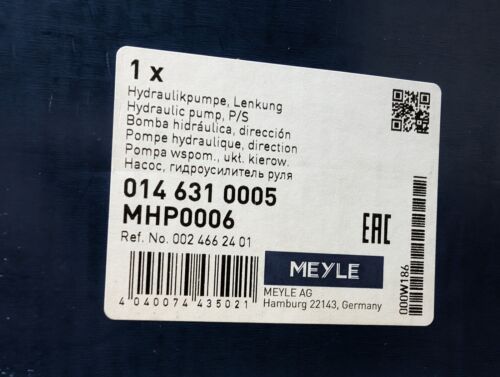 1 x
Hydraulikpumpe, Lenkung
Hydraulic pump, P/S
Bomba hidráulica, dirección
Pompe hydraulique, direction
Pompa wspom., ukł. kierow.
Насос, гидроусилитель руля
014 631 0005
MHP0006
Ref. No. 002 466 24 01
EAC
MEYLE
MEYLE AG
Hamburg 22143, Germany
4 040074 435021
000W186